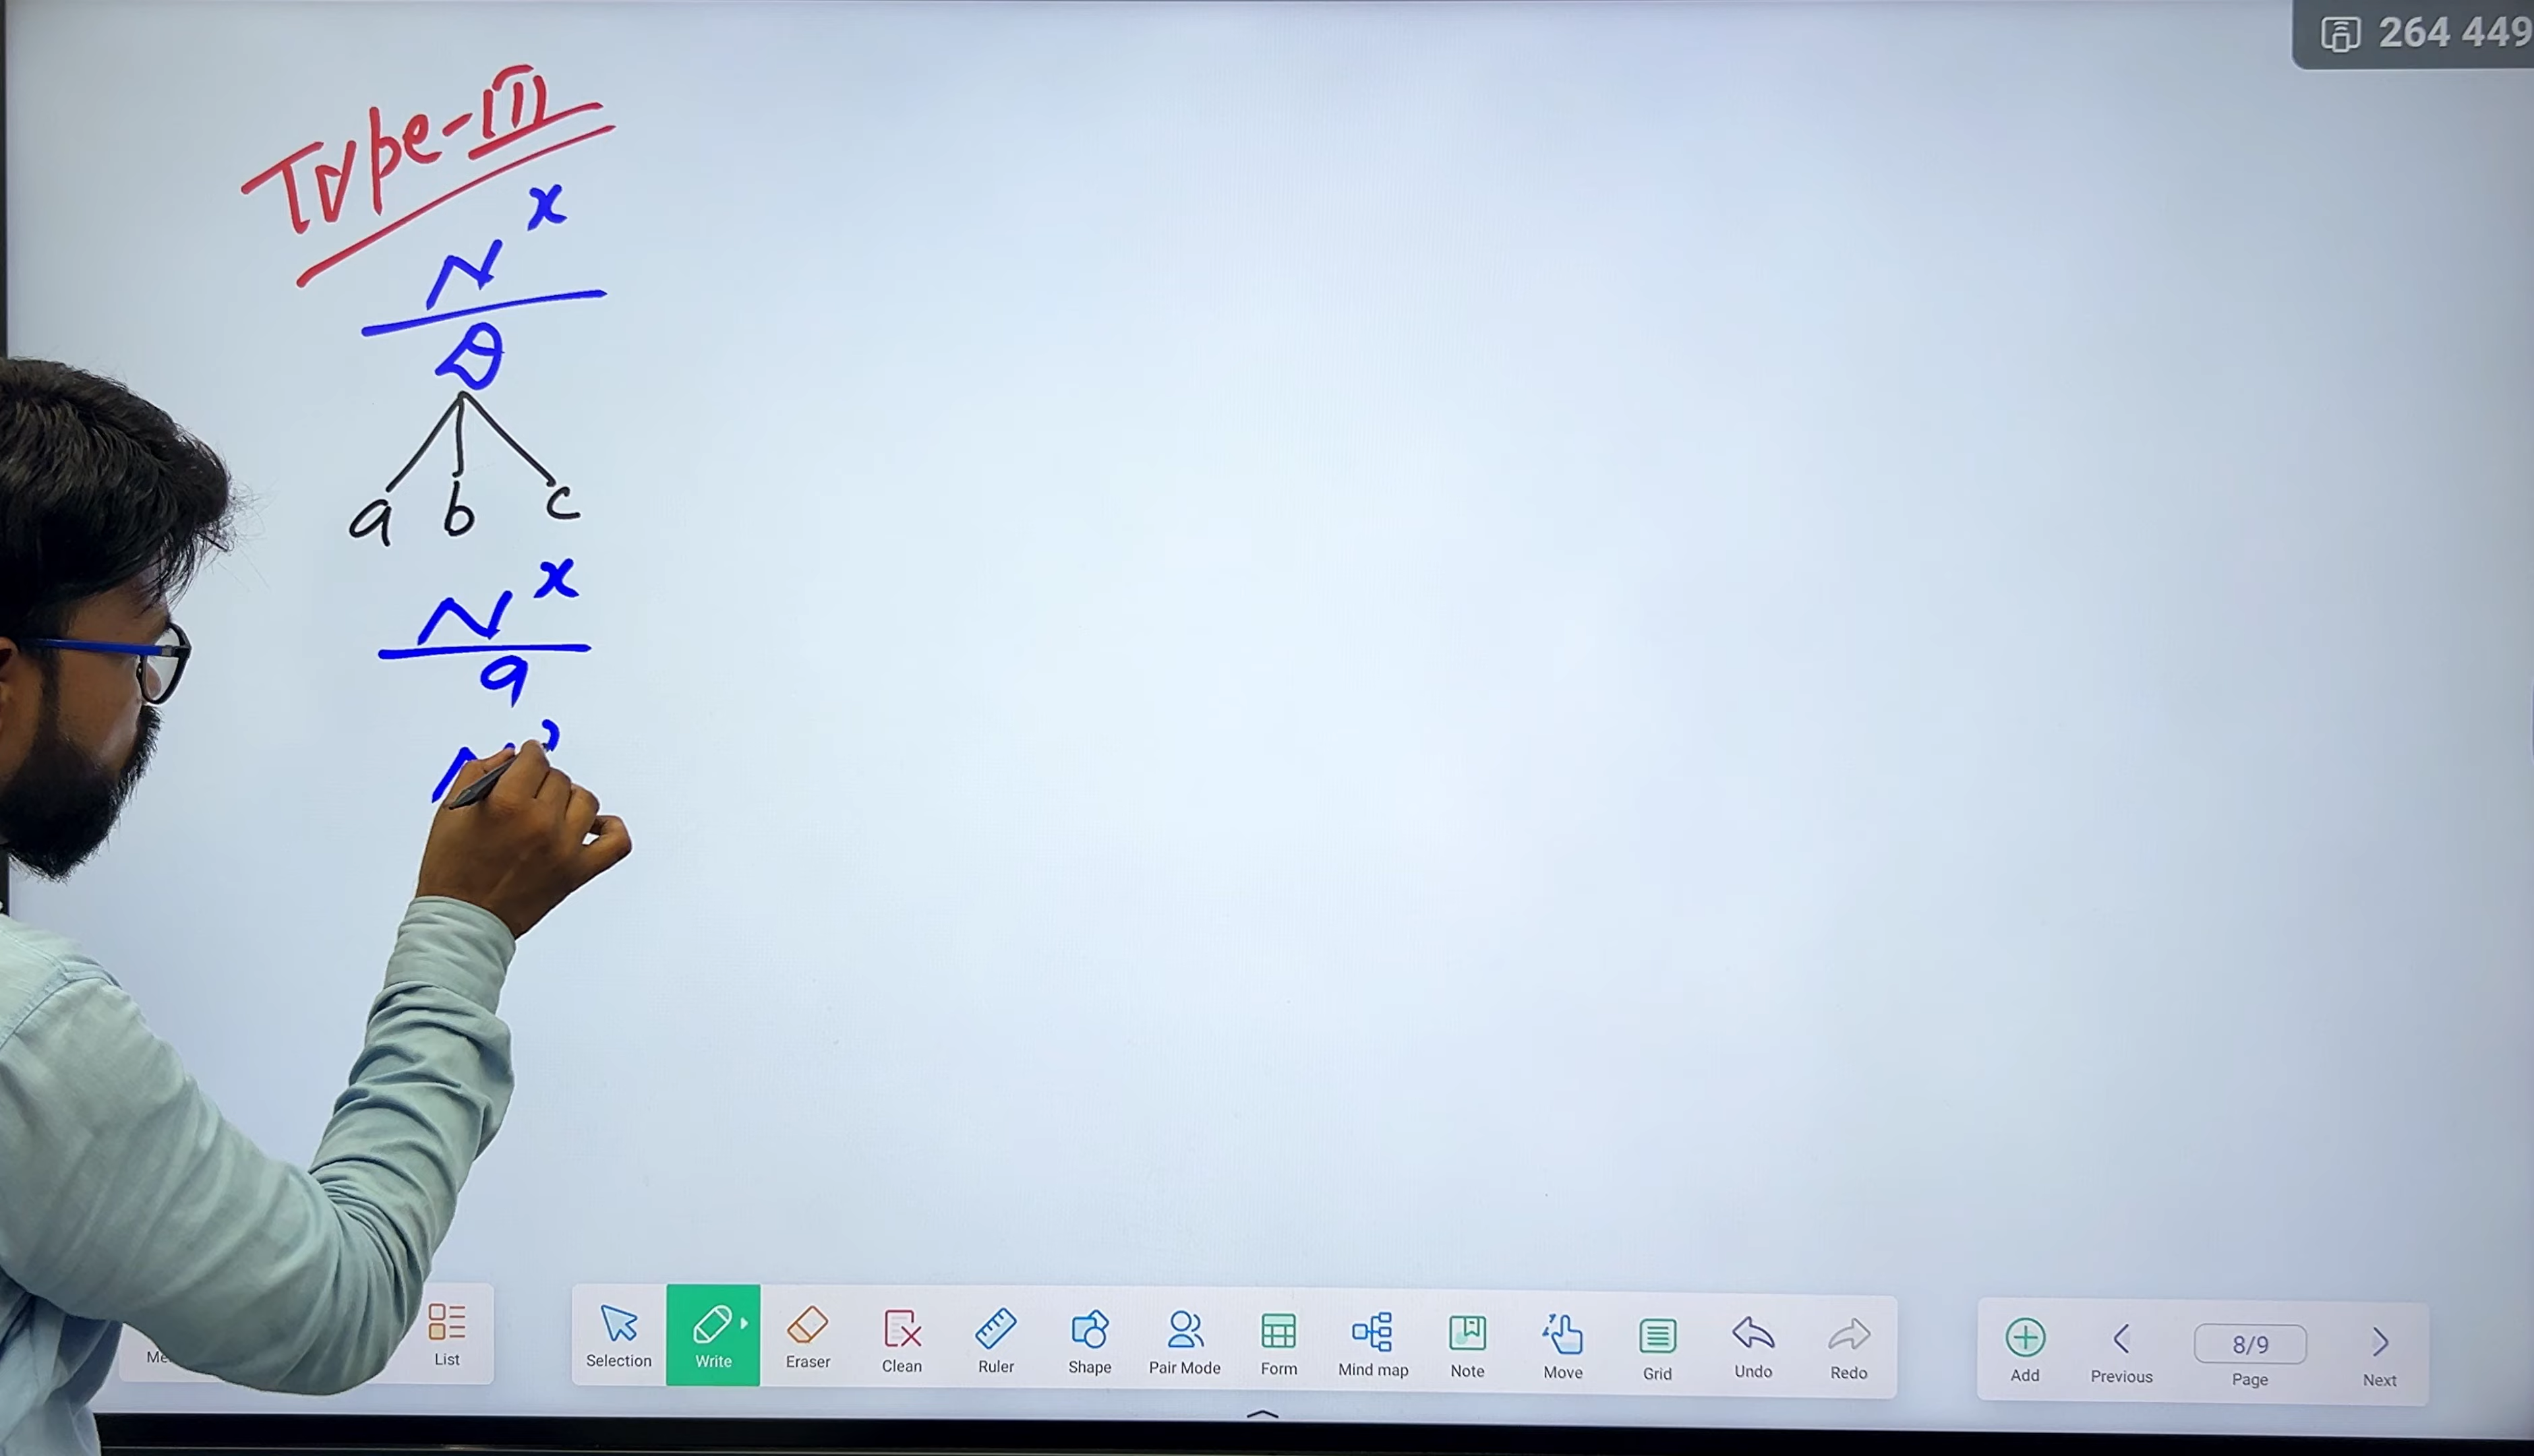 264 449
Type-III
N^x
D
a b c
N^x
a
N
List
Selection Write Eraser Clean Ruler Shape Pair Mode Form Mind map Note Move Grid Undo Redo
Add Previous 8/9 Page Next